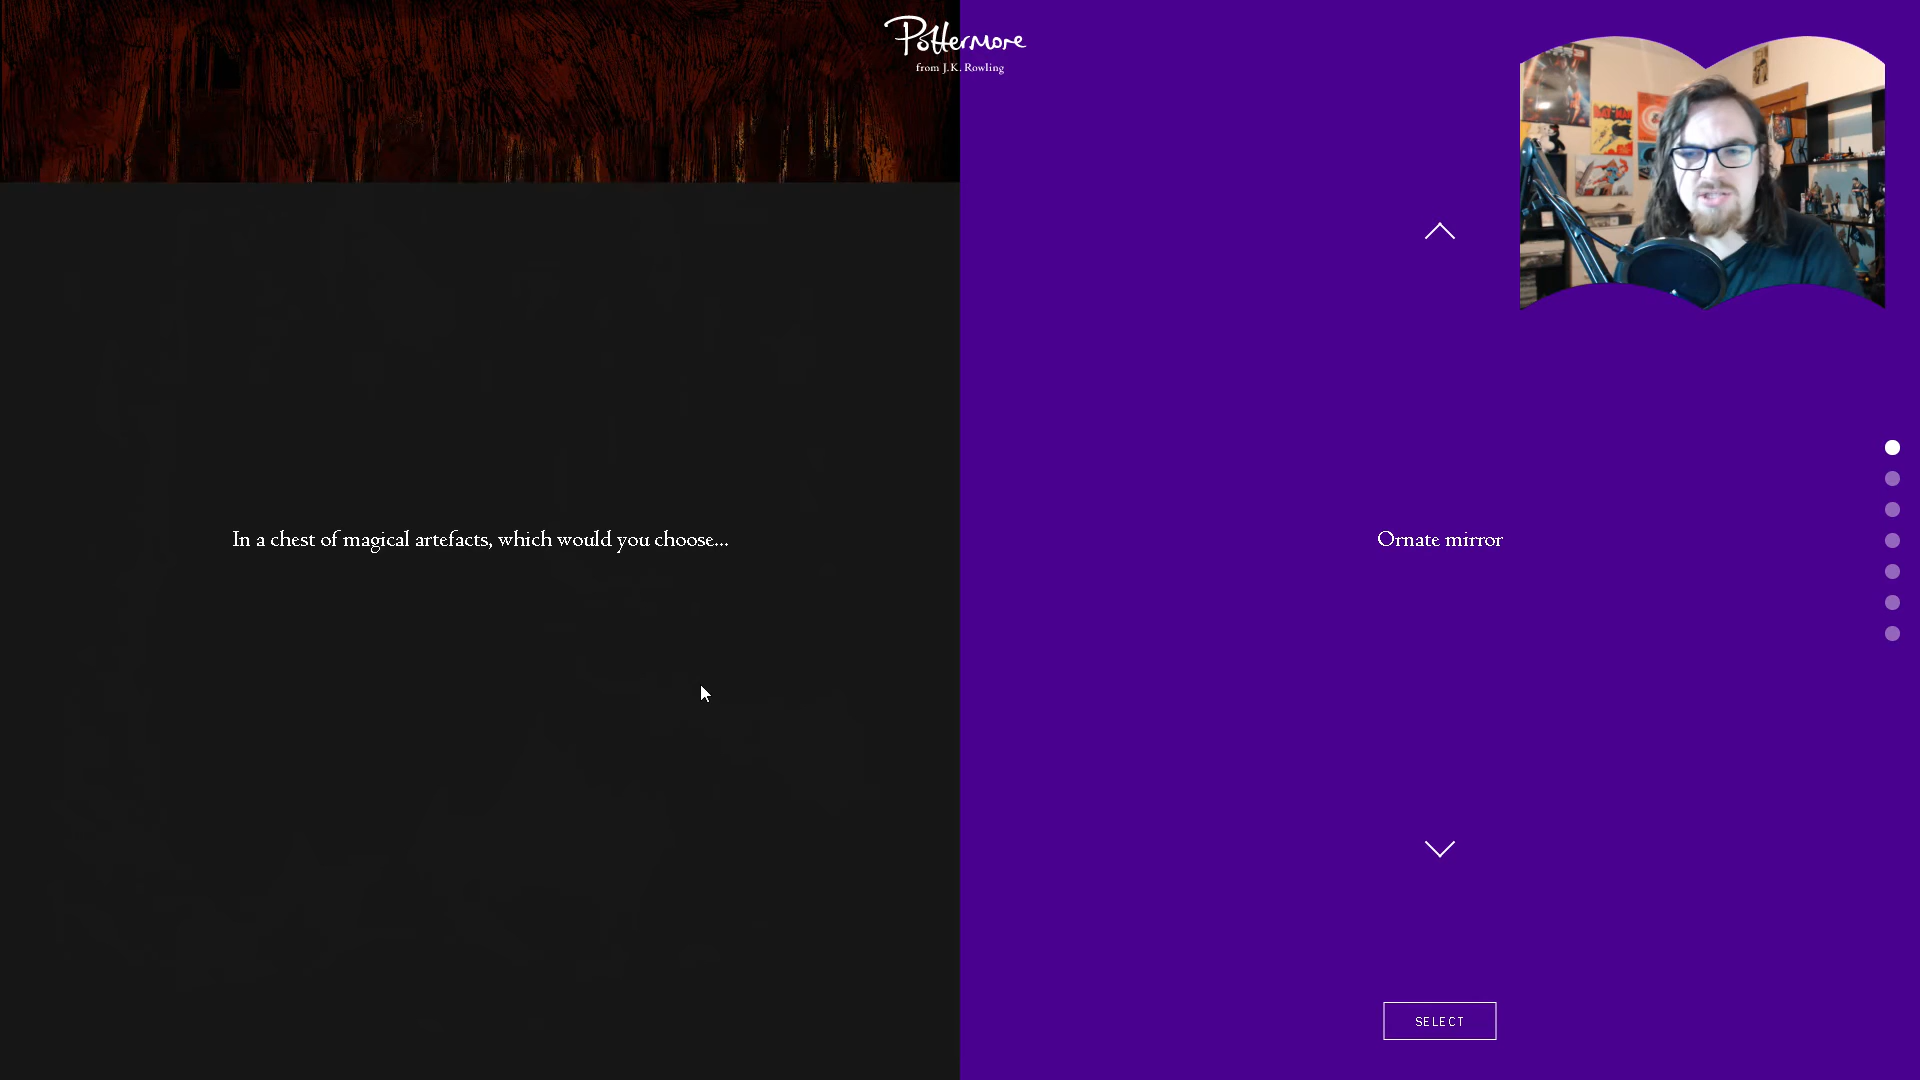 Pottermore
from J.K. Rowling
In a chest of magical artefacts, which would you choose...
Ornate mirror
SELECT